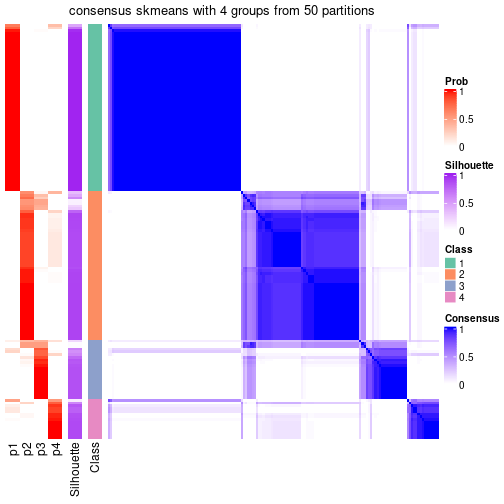 consensus skmeans with 4 groups from 50 partitions
Prob
1
0.5
0
Silhouette
1
0.5
0
Class
1
2
3
4
Consensus
1
0.5
0
p1
p2
p3
p4
Silhouette
Class